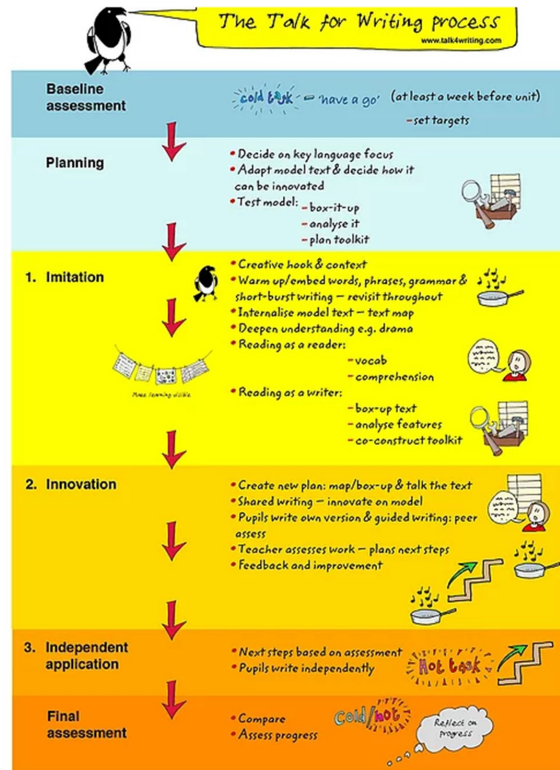 The Talk for Writing process
www.talk4writing.com
Baseline
assessment
cold task – 'have a go' (at least a week before unit)
– set targets
Planning
• Decide on key language focus
• Adapt model text & decide how it
can be innovated
• Test model: – box-it-up
– analyse it
– plan toolkit
1. Imitation
• Creative hook & context
• Warm up/embed words, phrases, grammar &
short-burst writing – revisit throughout
• Internalise model text – text map
• Deepen understanding e.g. drama
• Reading as a reader:
– vocab
– comprehension
Make learning visible
• Reading as a writer:
– box-up text
– analyse features
– co-construct toolkit
2. Innovation
• Create new plan: map/box-up & talk the text
• Shared writing – innovate on model
• Pupils write own version & guided writing: peer
assess
• Teacher assesses work – plans next steps
• Feedback and improvement
3. Independent
application
• Next steps based on assessment
• Pupils write independently
Hot task
Final
assessment
• Compare
• Assess progress
Cold/hot
Reflect on
progress